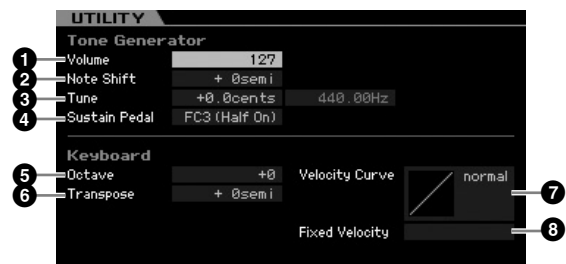 UTILITY
Tone Generator
1 Volume 127
2 Note Shift + 0semi
3 Tune +0.0cents 440.00Hz
4 Sustain Pedal FC3(Half On)
Keyboard
5 Octave +0 Velocity Curve normal 7
6 Transpose + 0semi
Fixed Velocity 8